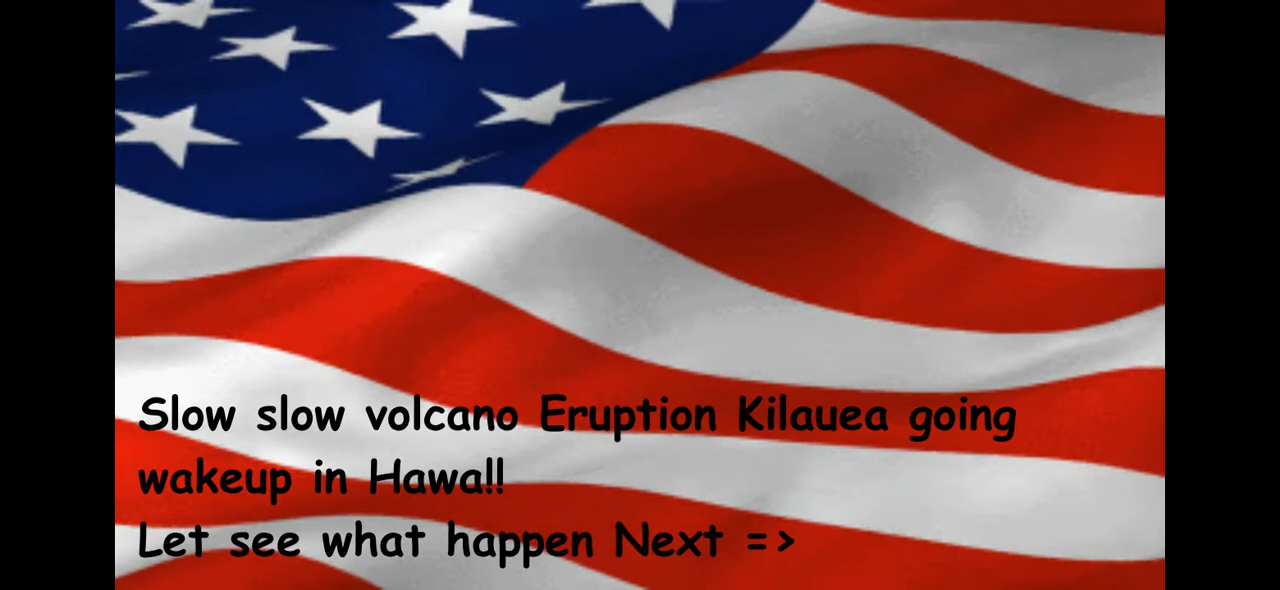 Slow slow volcano Eruption Kilauea going
wakeup in Hawa!!
Let see what happen Next =>